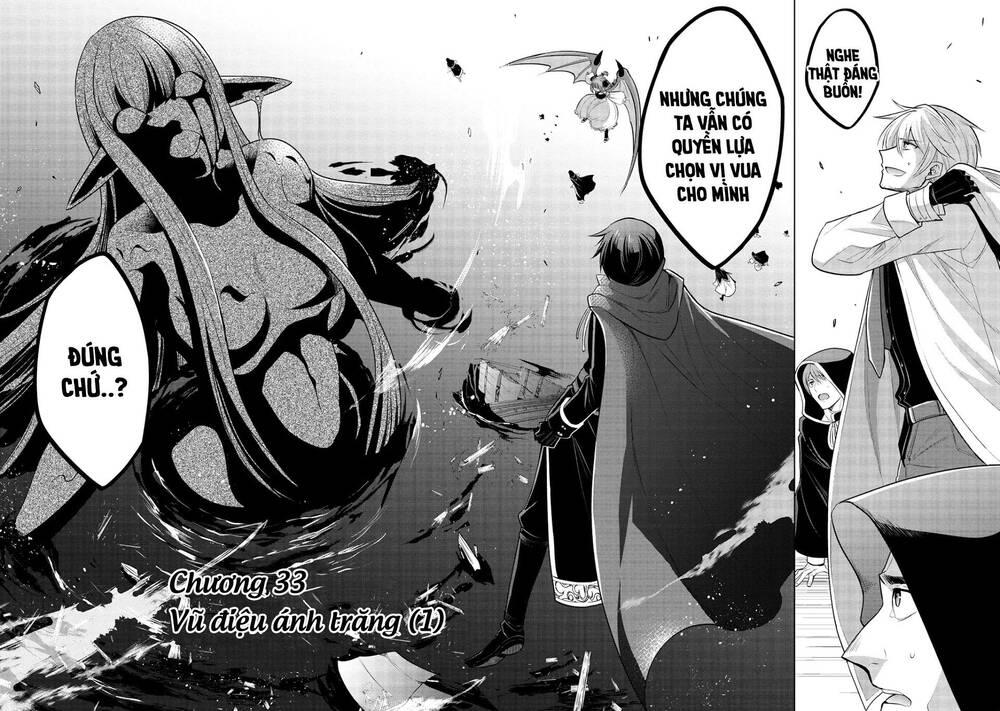 NGHE
THẬT ĐÁNG
BUỒN!
NHƯNG CHÚNG
TA VẪN CÓ
QUYỀN LỰA
CHỌN VỊ VUA
CHO MÌNH
ĐÚNG
CHỨ..?
Chương 33
Vũ điệu ánh trăng (1)